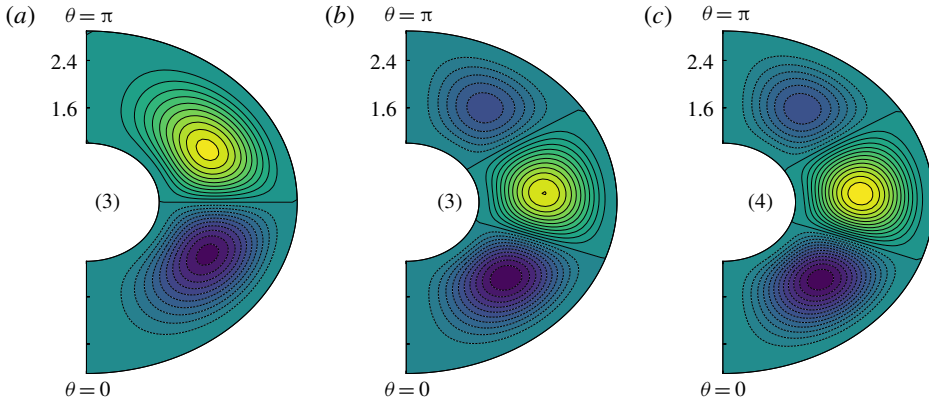 (a) θ = π
(b) θ = π
(c) θ = π
2.4
2.4
2.4
1.6
1.6
1.6
(3)
(3)
(4)
θ = 0
θ = 0
θ = 0